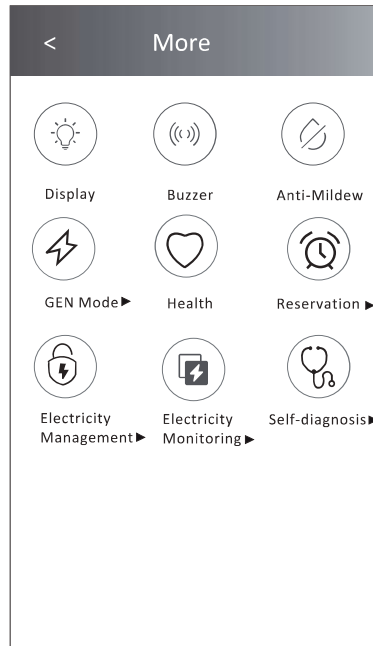 < More
Display Buzzer Anti-Mildew
GEN Mode▶ Health Reservation ▶
Electricity Electricity Self-diagnosis▶
Management▶ Monitoring▶